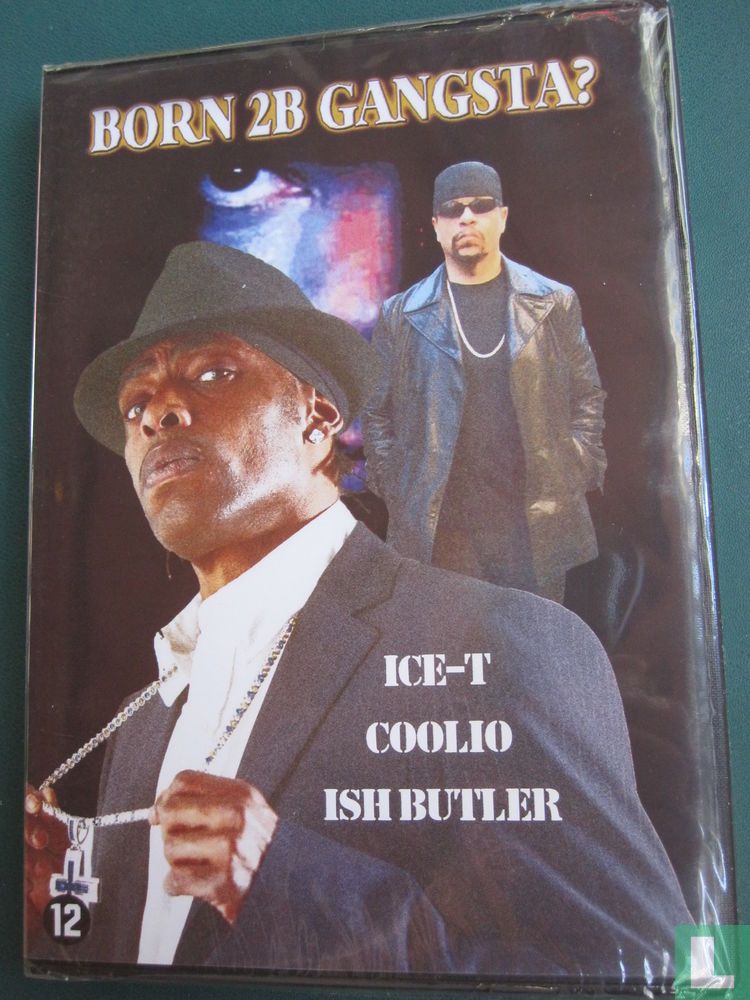 BORN 2B GANGSTA?
ICE-T
COOLIO
ISH BUTLER
12
L